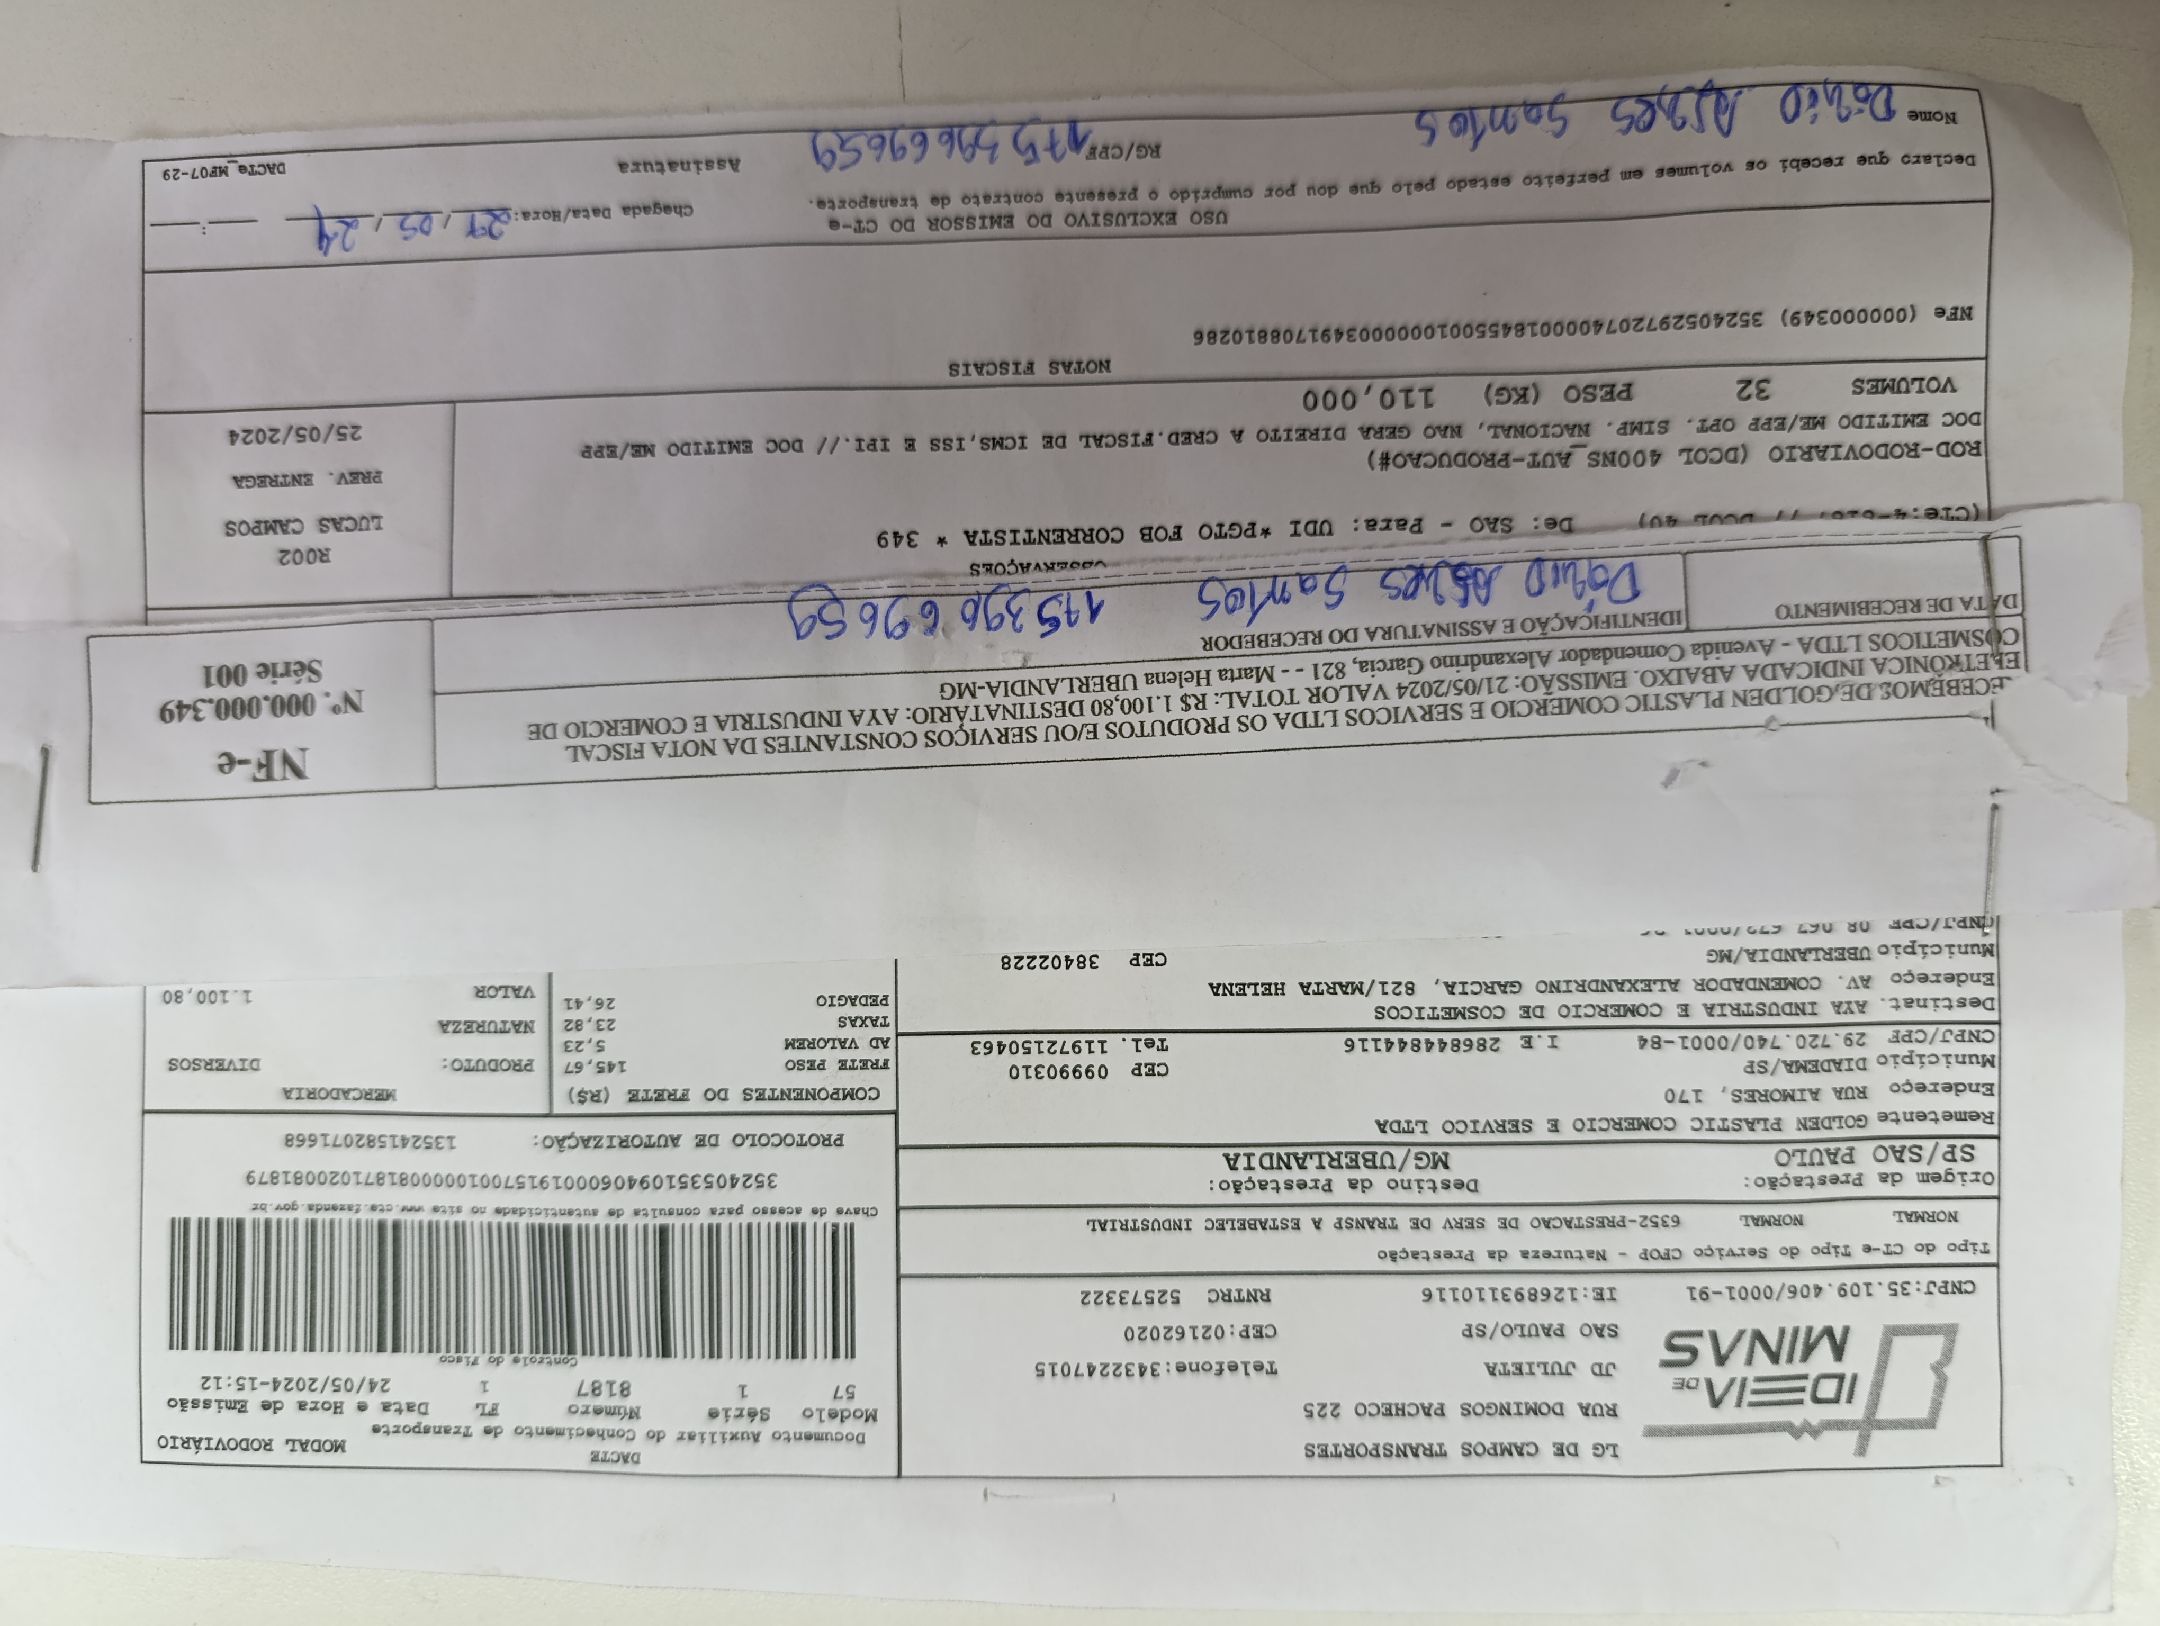 DACTE
Documento Auxiliar do Conhecimento de Transporte
MODAL RODOVIÁRIO
Modelo Série Número FL Data e Hora de Emissão
57 1 8187 1 24/05/2024-15:12
Controle do Fisco
Chave de acesso para consulta de autenticidade no site www.cte.fazenda.gov.br
35240535109406000191570010000081871020081879
PROTOCOLO DE AUTORIZAÇÃO: 135241582071668
IDEIA DE
MINAS
LG DE CAMPOS TRANSPORTES
RUA DOMINGOS PACHECO 225
JD JULIETA Telefone:3432247015
SAO PAULO/SP CEP:02162020
CNPJ:35.109.406/0001-91 IE:126893110116 RNTRC 52573322
Tipo do CT-e Tipo do Serviço CFOP - Natureza da Prestação
NORMAL NORMAL 6352-PRESTACAO DE SERV DE TRANSP A ESTABELEC INDUSTRIAL
Origem da Prestação: Destino da Prestação:
SP/SAO PAULO MG/UBERLANDIA
Remetente GOLDEN PLASTIC COMERCIO E SERVICO LTDA
Endereço RUA AIMORES, 170
Município DIADEMA/SP CEP 09990310
CNPJ/CPF 29.720.740/0001-84 I.E 286844844116 Tel. 11972150463
Destinat. AYA INDUSTRIA E COMERCIO DE COSMETICOS
Endereço AV. COMENDADOR ALEXANDRINO GARCIA, 821/MARTA HELENA
Município UBERLANDIA/MG CEP 38402228
CNPJ/CPF
COMPONENTES DO FRETE (R$)
FRETE PESO 145,67
AD VALOREM 5,23
TAXAS 23,82
PEDAGIO 26,41
MERCADORIA
PRODUTO: DIVERSOS
NATUREZA
VALOR 1.100,80
ECEBEMOS DE GOLDEN PLASTIC COMERCIO E SERVICOS LTDA OS PRODUTOS E/OU SERVIÇOS CONSTANTES DA NOTA FISCAL
ELETRÔNICA INDICADA ABAIXO. EMISSÃO: 21/05/2024 VALOR TOTAL: R$ 1.100,80 DESTINATÁRIO: AYA INDUSTRIA E COMERCIO DE
COSMETICOS LTDA - Avenida Comendador Alexandrino Garcia, 821 - - Marta Helena UBERLANDIA-MG
DATA DE RECEBIMENTO
IDENTIFICAÇÃO E ASSINATURA DO RECEBEDOR
Santos 17539669659
NF-e
Nº. 000.000.349
Série 001
OBSERVAÇOES
De: SAO - Para: UDI *PGTO FOB CORRENTISTA * 349
ROD-RODOVIARIO (DCOL 400NS_AUT-PRODUCAO#)
DOC EMITIDO ME/EPP OPT. SIMP. NACIONAL, NAO GERA DIREITO A CRED.FISCAL DE ICMS,ISS E IPI.// DOC EMITIDO ME/EPP
VOLUMES 32 PESO (KG) 110,000
R002
LUCAS CAMPOS
PREV. ENTREGA
25/05/2024
NOTAS FISCAIS
NFe (000000349) 35240529720740000184550010000003491708810286
USO EXCLUSIVO DO EMISSOR DO CT-e
Declaro que recebi os volumes em perfeito estado pelo que dou por cumprido o presente contrato de transporte.
Chegada Data/Hora: 27/05/24
Nome Santos
RG/CPF 17539669659
Assinatura
DACTe_MF07-29